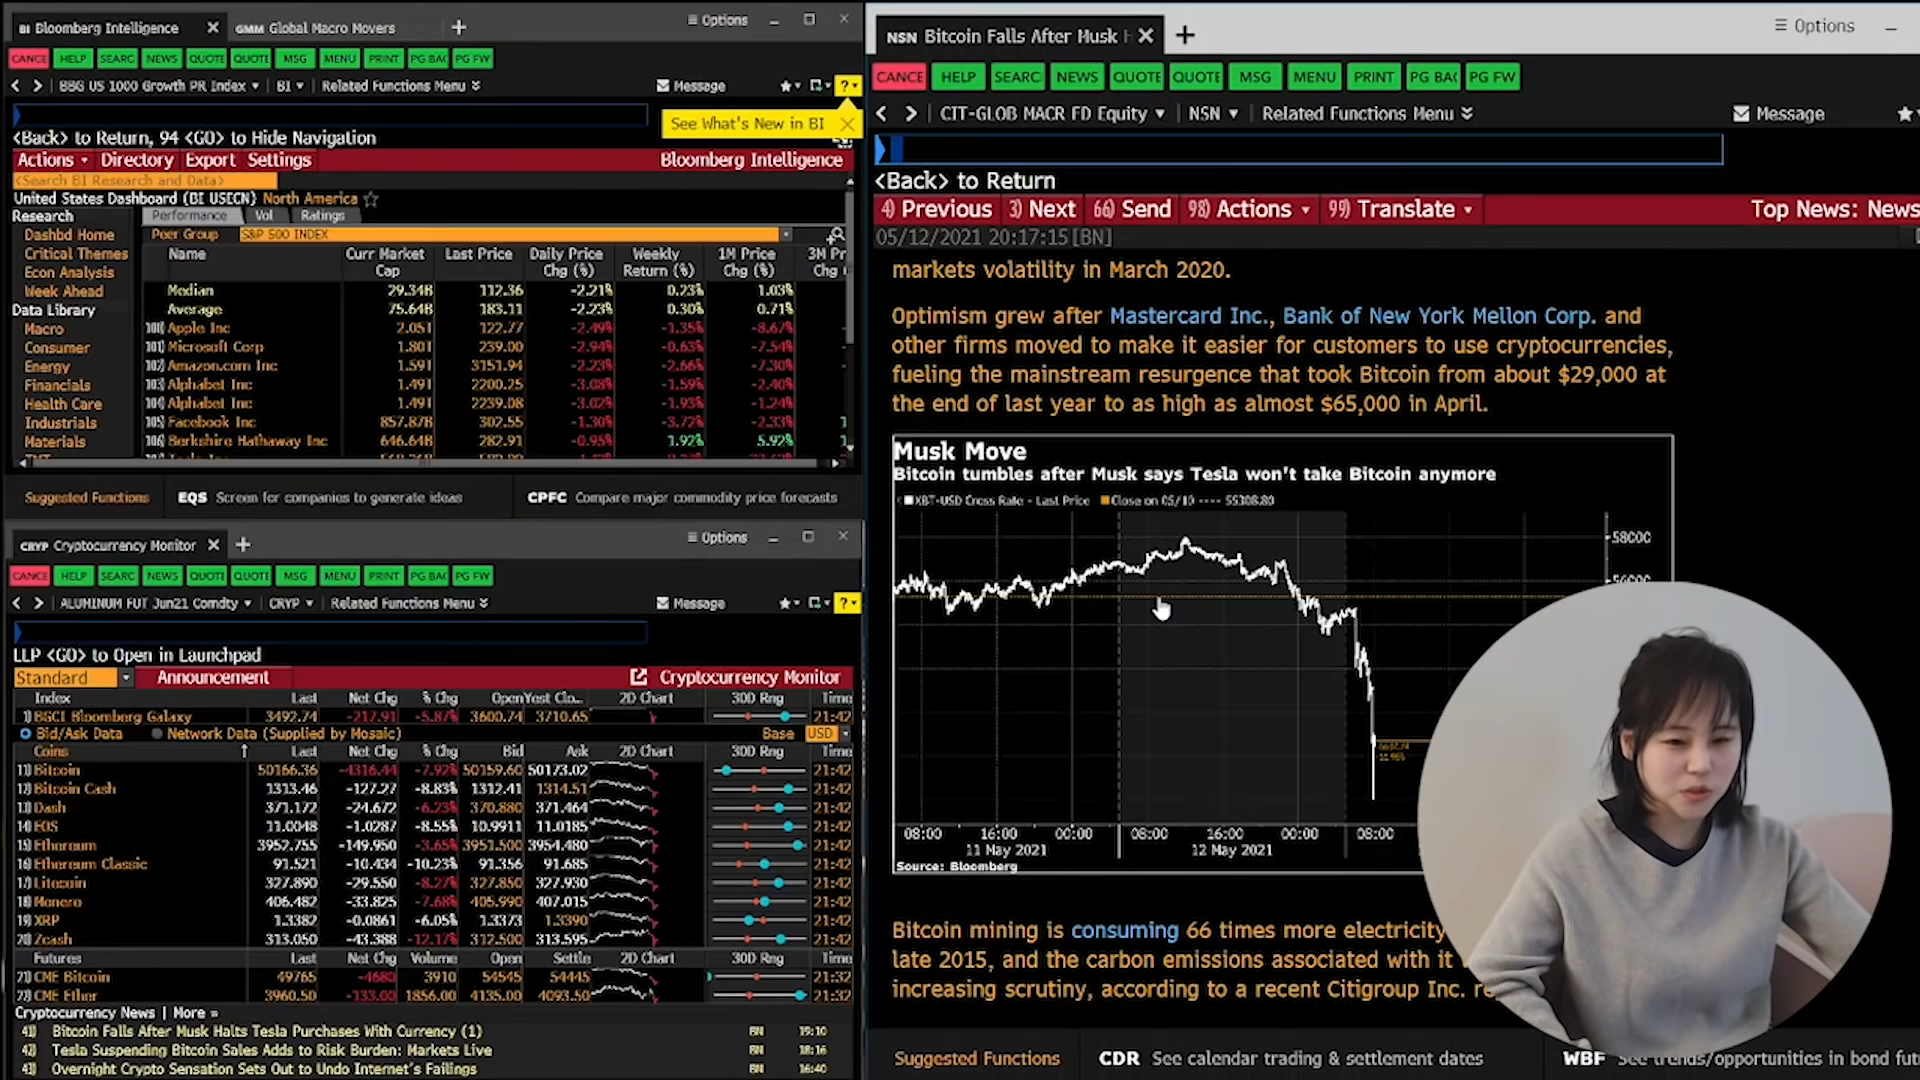 BI Bloomberg Intelligence
GMM Global Macro Movers
Options
CANCE HELP SEARC NEWS QUOTE QUOTE MSG MENU PRINT PG BAC PG FW
BBG US 1000 Growth PR Index BI Related Functions Menu Message
See What's New in BI
<Back> to Return, 94 <GO> to Hide Navigation
Actions Directory Export Settings Bloomberg Intelligence
<Search BI Research and Data>
United States Dashboard (BI USECN) North America
Research Performance Vol Ratings
Dashbd Home Peer Group S&P 500 INDEX
Critical Themes Name Curr Market Cap Last Price Daily Price Chg (%) Weekly Return (%) 1M Price Chg (%) 3M Pr Chg (
Econ Analysis
Week Ahead Median 29.34B 112.36 -2.21% 0.23% 1.03%
Data Library Average 75.64B 183.11 -2.23% 0.30% 0.71%
Macro 100) Apple Inc 2.05T 122.77 -2.49% -1.35% -8.67%
Consumer 101) Microsoft Corp 1.80T 239.00 -2.94% -0.63% -7.54%
Energy 102) Amazon.com Inc 1.59T 3151.94 -2.23% -2.66% -7.30%
Financials 103) Alphabet Inc 1.49T 2200.25 -3.08% -1.59% -2.40%
Health Care 104) Alphabet Inc 1.49T 2239.08 -3.02% -1.93% -1.24%
Industrials 105) Facebook Inc 857.87B 302.55 -1.30% -3.72% -2.33%
Materials 106) Berkshire Hathaway Inc 646.64B 282.91 -0.95% 1.92% 5.92%
Suggested Functions EQS Screen for companies to generate ideas CPFC Compare major commodity price forecasts
CRYP Cryptocurrency Monitor
Options
CANCE HELP SEARC NEWS QUOTE QUOTE MSG MENU PRINT PG BAC PG FW
ALUMINUM FUT Jun21 Comdty CRYP Related Functions Menu Message
LLP <GO> to Open in Launchpad
Standard Announcement Cryptocurrency Monitor
Index Last Net Chg % Chg Open Yest Clo... 2D Chart 30D Rng Time
1) BGCI Bloomberg Galaxy 3492.74 -217.91 -5.87% 3600.74 3710.65 21:42
Bid/Ask Data Network Data (Supplied by Mosaic) Base USD
Coins Last Net Chg % Chg Bid Ask 2D Chart 30D Rng Time
11) Bitcoin 50166.36 -4316.44 -7.92% 50159.60 50173.02 21:42
12) Bitcoin Cash 1313.46 -127.27 -8.83% 1312.41 1314.51 21:42
13) Dash 371.172 -24.672 -6.23% 370.880 371.464 21:42
14) EOS 11.0048 -1.0287 -8.55% 10.9911 11.0185 21:42
15) Ethereum 3952.755 -149.950 -3.65% 3951.500 3954.480 21:42
16) Ethereum Classic 91.521 -10.434 -10.23% 91.356 91.685 21:42
17) Litecoin 327.890 -29.550 -8.27% 327.850 327.930 21:42
18) Monero 406.482 -33.825 -7.68% 405.990 407.015 21:42
19) XRP 1.3382 -0.0861 -6.05% 1.3373 1.3390 21:42
20) Zcash 313.050 -43.388 -12.17% 312.500 313.595 21:42
Futures Last Net Chg Volume Open Settle 2D Chart 30D Rng Time
21) CME Bitcoin 49765 -4680 3910 54545 54445 21:32
22) CME Ether 3960.50 -133.00 1856.00 4135.00 4093.50 21:32
Cryptocurrency News | More
41) Bitcoin Falls After Musk Halts Tesla Purchases With Currency (1) BN 19:10
42) Tesla Suspending Bitcoin Sales Adds to Risk Burden: Markets Live BN 18:16
43) Overnight Crypto Sensation Sets Out to Undo Internet's Failings BN 16:40
NSN Bitcoin Falls After Musk H
Options
CANCE HELP SEARC NEWS QUOTE QUOTE MSG MENU PRINT PG BAC PG FW
CIT-GLOB MACR FD Equity NSN Related Functions Menu Message
<Back> to Return
4) Previous 3) Next 66) Send 98) Actions 99) Translate Top News: News
05/12/2021 20:17:15 [BN]
markets volatility in March 2020.
Optimism grew after Mastercard Inc., Bank of New York Mellon Corp. and
other firms moved to make it easier for customers to use cryptocurrencies,
fueling the mainstream resurgence that took Bitcoin from about $29,000 at
the end of last year to as high as almost $65,000 in April.
Musk Move
Bitcoin tumbles after Musk says Tesla won't take Bitcoin anymore
XBT-USD Cross Rate - Last Price Close on 05/10 ---- 55308.80
58000
56000
08:00 16:00 00:00 08:00 16:00 00:00 08:00
11 May 2021 12 May 2021
Source: Bloomberg
Bitcoin mining is consuming 66 times more electricity
late 2015, and the carbon emissions associated with it
increasing scrutiny, according to a recent Citigroup Inc. re
Suggested Functions CDR See calendar trading & settlement dates WBF See trends/opportunities in bond fut